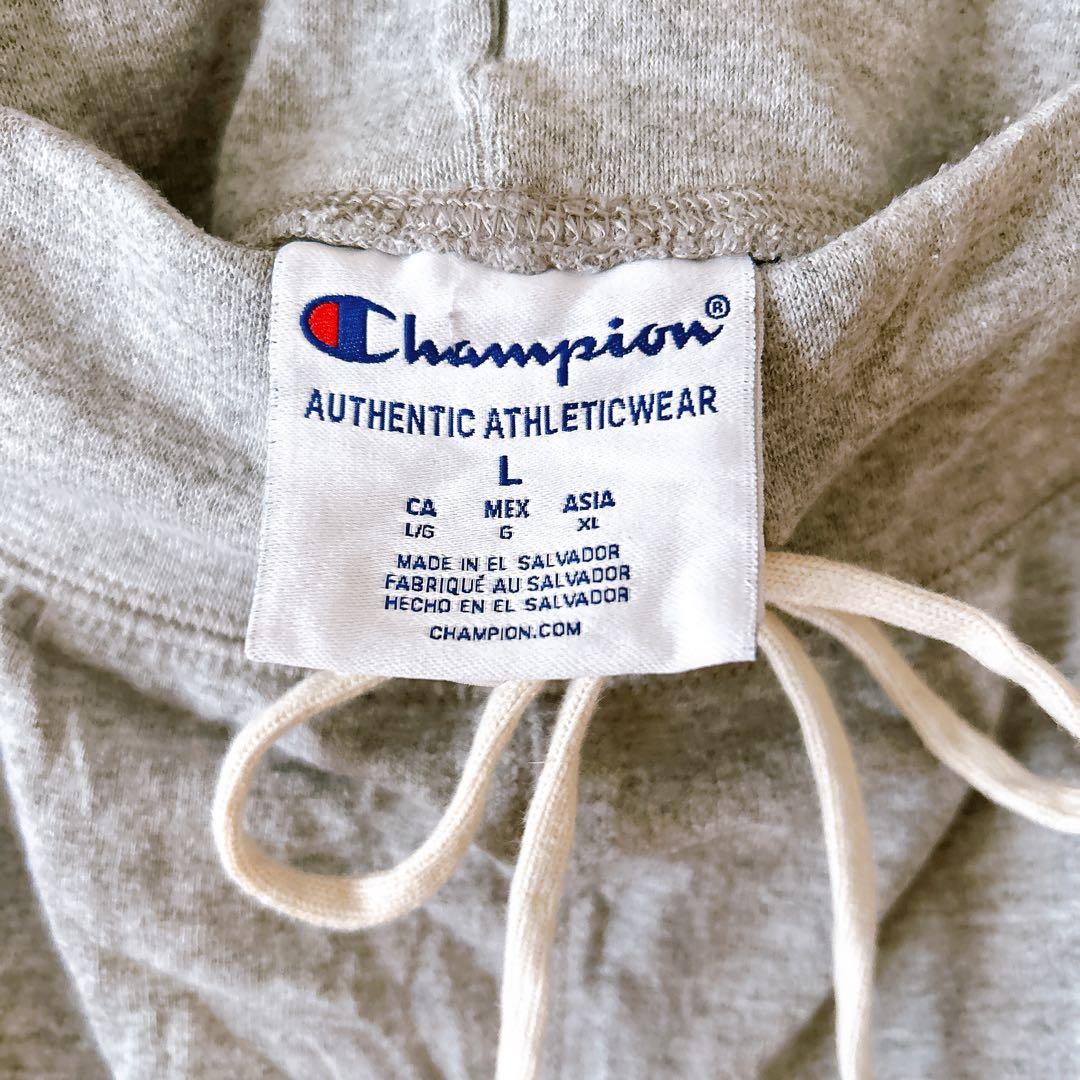 Champion®
AUTHENTIC ATHLETICWEAR
L
CA MEX ASIA
L/G G XL
MADE IN EL SALVADOR
FABRIQUÉ AU SALVADOR
HECHO EN EL SALVADOR
CHAMPION.COM